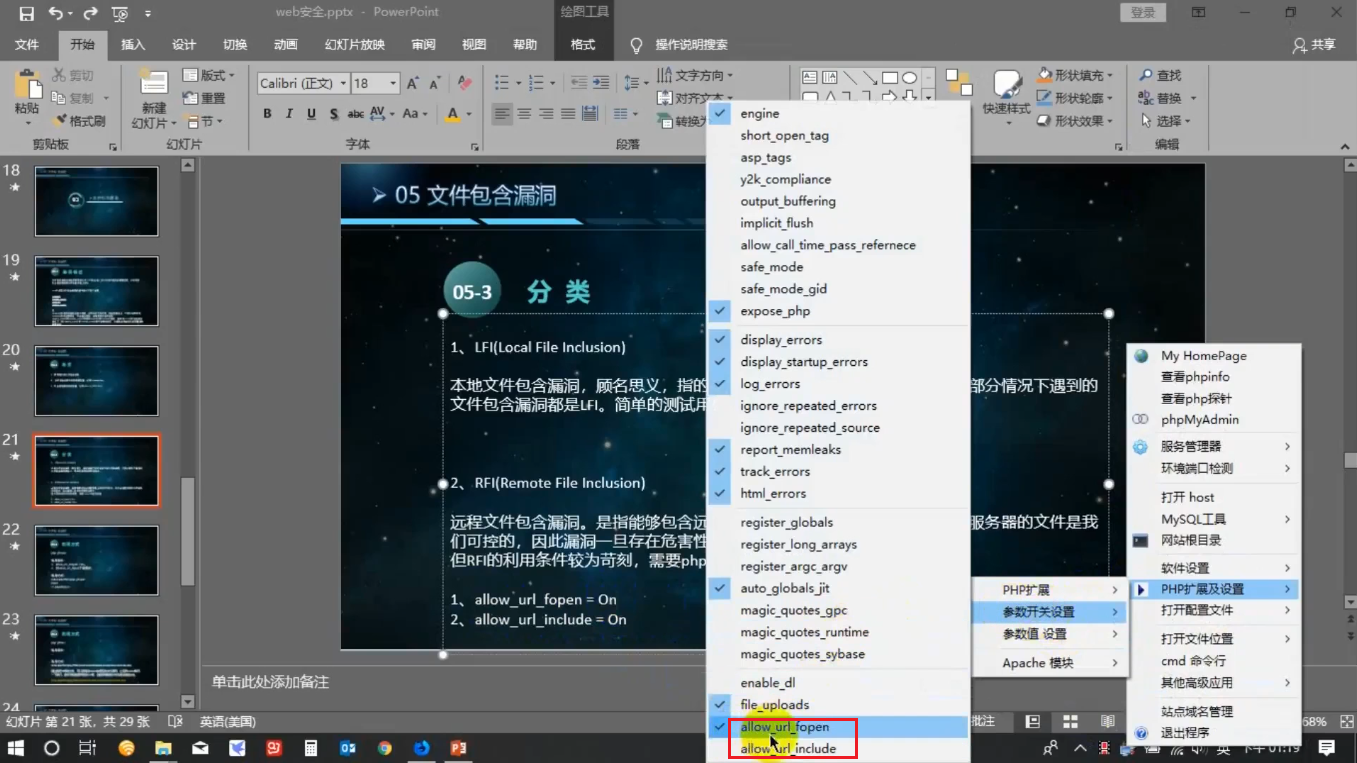 web安全.pptx - PowerPoint
绘图工具
登录
文件 开始 插入 设计 切换 动画 幻灯片放映 审阅 视图 帮助 格式 操作说明搜索 共享
粘贴
剪切
复制
格式刷
剪贴板
新建
幻灯片
版式
重置
节
幻灯片
Calibri (正文) 18
B I U S abc AV Aa A
字体
文字方向
对齐文本
转换为
段落
快速样式
形状填充
形状轮廓
形状效果
查找
替换
选择
编辑
18
19
20
21
22
23
24
05 文件包含漏洞
05-3 分 类
1、LFI(Local File Inclusion)
本地文件包含漏洞，顾名思义，指的
部分情况下遇到的
文件包含漏洞都是LFI。简单的测试用
2、RFI(Remote File Inclusion)
远程文件包含漏洞。是指能够包含远
服务器的文件是我
们可控的，因此漏洞一旦存在危害性
但RFI的利用条件较为苛刻，需要php
1、allow_url_fopen = On
2、allow_url_include = On
engine
short_open_tag
asp_tags
y2k_compliance
output_buffering
implicit_flush
allow_call_time_pass_refernece
safe_mode
safe_mode_gid
expose_php
display_errors
display_startup_errors
log_errors
ignore_repeated_errors
ignore_repeated_source
report_memleaks
track_errors
html_errors
register_globals
register_long_arrays
register_argc_argv
auto_globals_jit
magic_quotes_gpc
magic_quotes_runtime
magic_quotes_sybase
enable_dl
file_uploads
allow_url_fopen
allow_url_include
PHP扩展
参数开关设置
参数值 设置
Apache 模块
My HomePage
查看phpinfo
查看php探针
phpMyAdmin
服务管理器
环境端口检测
打开 host
MySQL工具
网站根目录
软件设置
PHP扩展及设置
打开配置文件
打开文件位置
cmd 命令行
其他高级应用
站点域名管理
退出程序
单击此处添加备注
幻灯片 第 21 张，共 29 张 英语(美国)
批注
68%
英
下午 01:19